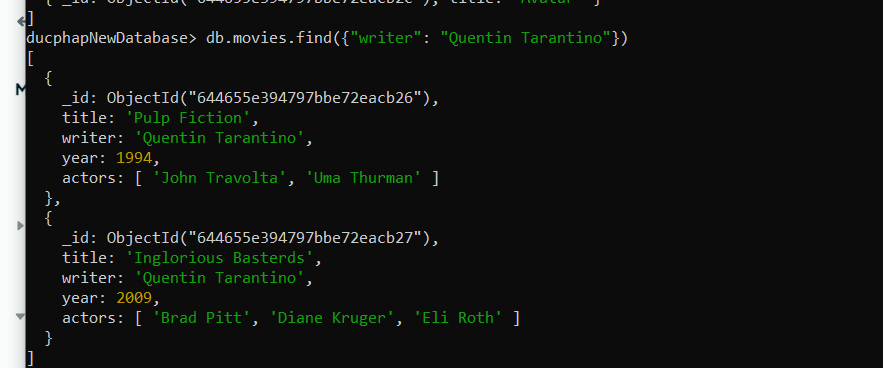 ]
ducphapNewDatabase> db.movies.find({"writer": "Quentin Tarantino"})
[
  {
    _id: ObjectId("644655e394797bbe72eacb26"),
    title: 'Pulp Fiction',
    writer: 'Quentin Tarantino',
    year: 1994,
    actors: [ 'John Travolta', 'Uma Thurman' ]
  },
  {
    _id: ObjectId("644655e394797bbe72eacb27"),
    title: 'Inglorious Basterds',
    writer: 'Quentin Tarantino',
    year: 2009,
    actors: [ 'Brad Pitt', 'Diane Kruger', 'Eli Roth' ]
  }
]